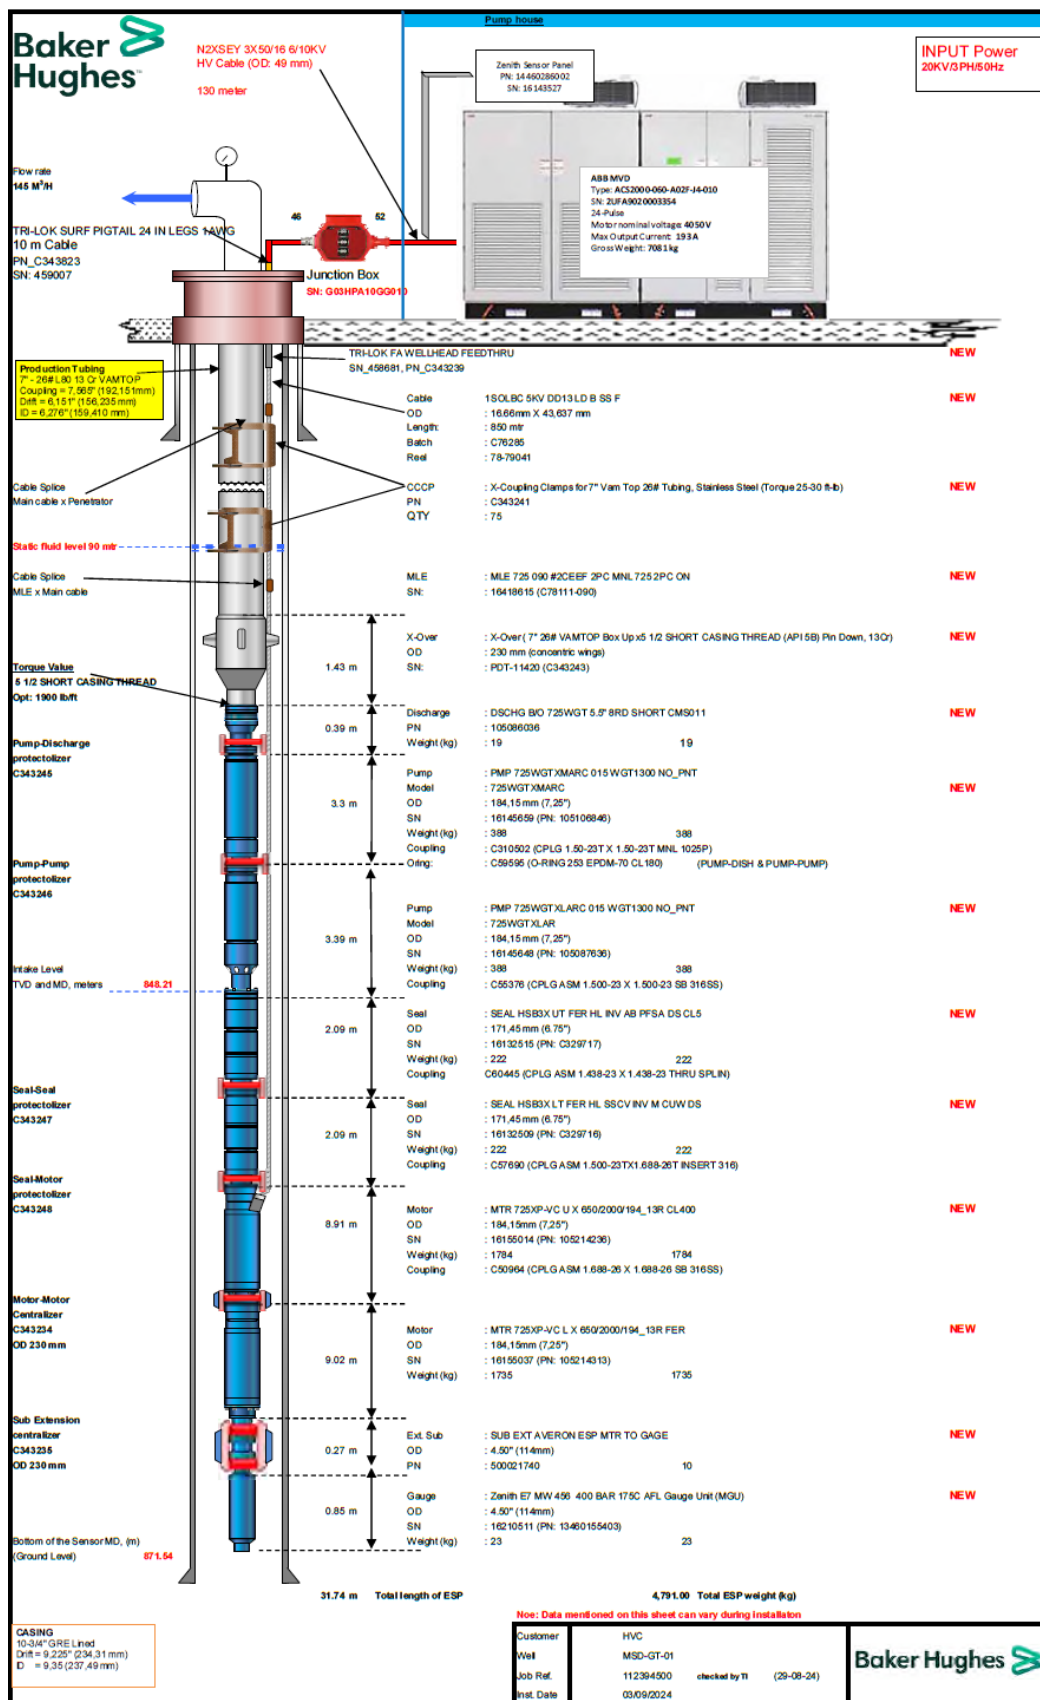 Baker
Hughes
Pump house
N2XSEY 3X50/16 6/10KV
HV Cable (OD: 49 mm)
130 meter
Zenith Sensor Panel
PN: 14460286002
SN: 16143527
INPUT Power
20KV/3PH/50Hz
ABB MVD
Type: ACS2000-060-A02F-J4-010
SN: 2UFA9020003354
24-Pulse
Motor nominal voltage: 4050V
Max Output Current: 193A
Gross Weight: 7081kg
Flow rate
145 M³/H
TRI-LOK SURF PIGTAIL 24 IN LEGS 1AWG
10 m Cable
PN_C343823
SN: 459007
46
52
Junction Box
SN: G03HPA10GG010
TRI-LOK FA WELLHEAD FEEDTHRU
SN_458681, PN_C343239
NEW
Production Tubing
7" - 26# L80 13 Cr VAMTOP
Coupling = 7,565" (192,151mm)
Drift = 6,151" (156,235 mm)
ID = 6,276" (159,410 mm)
Cable 1SOLBC 5KV DD13 LD B SS F NEW
OD : 16.66mm X 43,637 mm
Length: : 850 mtr
Batch : C76285
Reel : 78-79041
Cable Splice
Main cable x Penetrator
CCCP : X-Coupling Clamps for 7" Vam Top 26# Tubing, Stainless Steel (Torque 25-30 ft-lb) NEW
PN : C343241
QTY : 75
Static fluid level 90 mtr
Cable Splice
MLE x Main cable
MLE : MLE 725 090 #2CEEF 2PC MNL 725 2PC ON NEW
SN: : 16418615 (C78111-090)
1.43 m
X-Over : X-Over ( 7" 26# VAMTOP Box Up x5 1/2 SHORT CASING THREAD (API 5B) Pin Down, 13Cr) NEW
OD : 230 mm (concentric wings)
SN: : PDT-11420 (C343243)
Torque Value
5 1/2 SHORT CASING THREAD
Opt: 1900 lb/ft
0.39 m
Discharge : DSCHG B/O 725WGT 5.5" 8RD SHORT CMS011 NEW
PN : 105086036
Weight (kg) : 19 19
Pump-Discharge
protectolizer
C343245
3.3 m
Pump : PMP 725WGTXMARC 015 WGT1300 NO_PNT
Model : 725WGTXMARC NEW
OD : 184,15 mm (7,25")
SN : 16145659 (PN: 105106846)
Weight (kg) : 388 388
Coupling : C310502 (CPLG 1.50-23T X 1.50-23T MNL 1025P)
Oring: : C59595 (O-RING 253 EPDM-70 CL180) (PUMP-DISH & PUMP-PUMP)
Pump-Pump
protectolizer
C343246
3.39 m
Pump : PMP 725WGTXLARC 015 WGT1300 NO_PNT NEW
Model : 725WGTXLAR
OD : 184,15 mm (7,25")
SN : 16145648 (PN: 105087636)
Weight (kg) : 388 388
Coupling : C55376 (CPLG ASM 1.500-23 X 1.500-23 SB 316SS)
Intake Level
TVD and MD, meters 848.21
2.09 m
Seal : SEAL HSB3X UT FER HL INV AB PFSA DS CL5 NEW
OD : 171,45 mm (6.75")
SN : 16132515 (PN: C329717)
Weight (kg) : 222 222
Coupling C60445 (CPLG ASM 1.438-23 X 1.438-23 THRU SPLIN)
Seal-Seal
protectolizer
C343247
2.09 m
Seal : SEAL HSB3X LT FER HL SSCV INV M CUW DS NEW
OD : 171,45 mm (6.75")
SN : 16132509 (PN: C329716)
Weight (kg) : 222 222
Coupling : C57690 (CPLG ASM 1.500-23TX1.688-26T INSERT 316)
Seal-Motor
protectolizer
C343248
8.91 m
Motor : MTR 725XP-VC U X 650/2000/194_13R CL400 NEW
OD : 184,15mm (7,25")
SN : 16155014 (PN: 105214236)
Weight (kg) : 1784 1784
Coupling : C50964 (CPLG ASM 1.688-26 X 1.688-26 SB 316SS)
Motor-Motor
Centralizer
C343234
OD 230 mm
9.02 m
Motor : MTR 725XP-VC L X 650/2000/194_13R FER NEW
OD : 184,15mm (7,25")
SN : 16155037 (PN: 105214313)
Weight (kg) : 1735 1735
Sub Extension
centralizer
C343235
OD 230 mm
0.27 m
Ext. Sub : SUB EXT AVERON ESP MTR TO GAGE NEW
OD : 4.50" (114mm)
PN : 500021740 10
0.85 m
Gauge : Zenith E7 MW 456 400 BAR 175C AFL Gauge Unit (MGU) NEW
OD : 4.50" (114mm)
SN : 16210511 (PN: 13460155403)
Weight (kg) : 23 23
Bottom of the Sensor MD, (m)
(Ground Level) 871.54
31.74 m Total length of ESP 4,791.00 Total ESP weight (kg)
Noe: Data mentioned on this sheet can vary during installaton
CASING
10-3/4" GRE Lined
Drift = 9,225" (234,31 mm)
ID = 9,35 (237,49 mm)
Customer HVC
Well MSD-GT-01
Job Ref. 112394500 checked by TI (29-08-24)
Inst. Date 03/09/2024
Baker Hughes